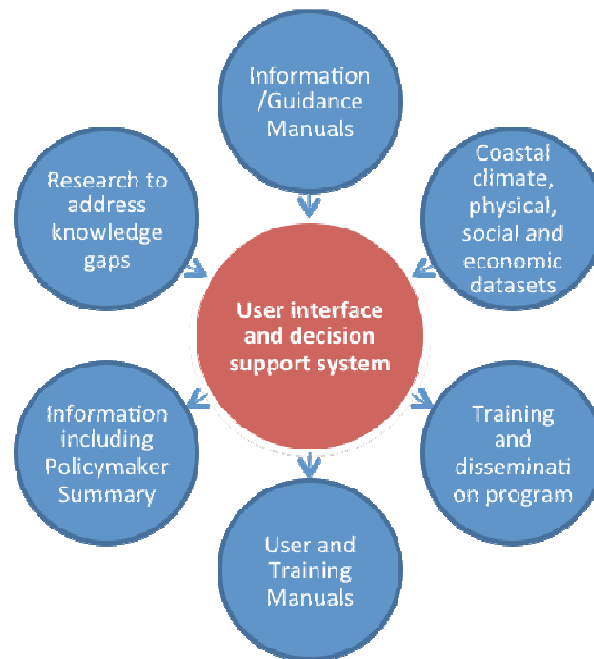 Information
/Guidance
Manuals
Research to
address
knowledge
gaps
Coastal
climate,
physical,
social and
economic
datasets
User interface
and decision
support system
Information
including
Policymaker
Summary
Training
and
disseminati
on program
User and
Training
Manuals